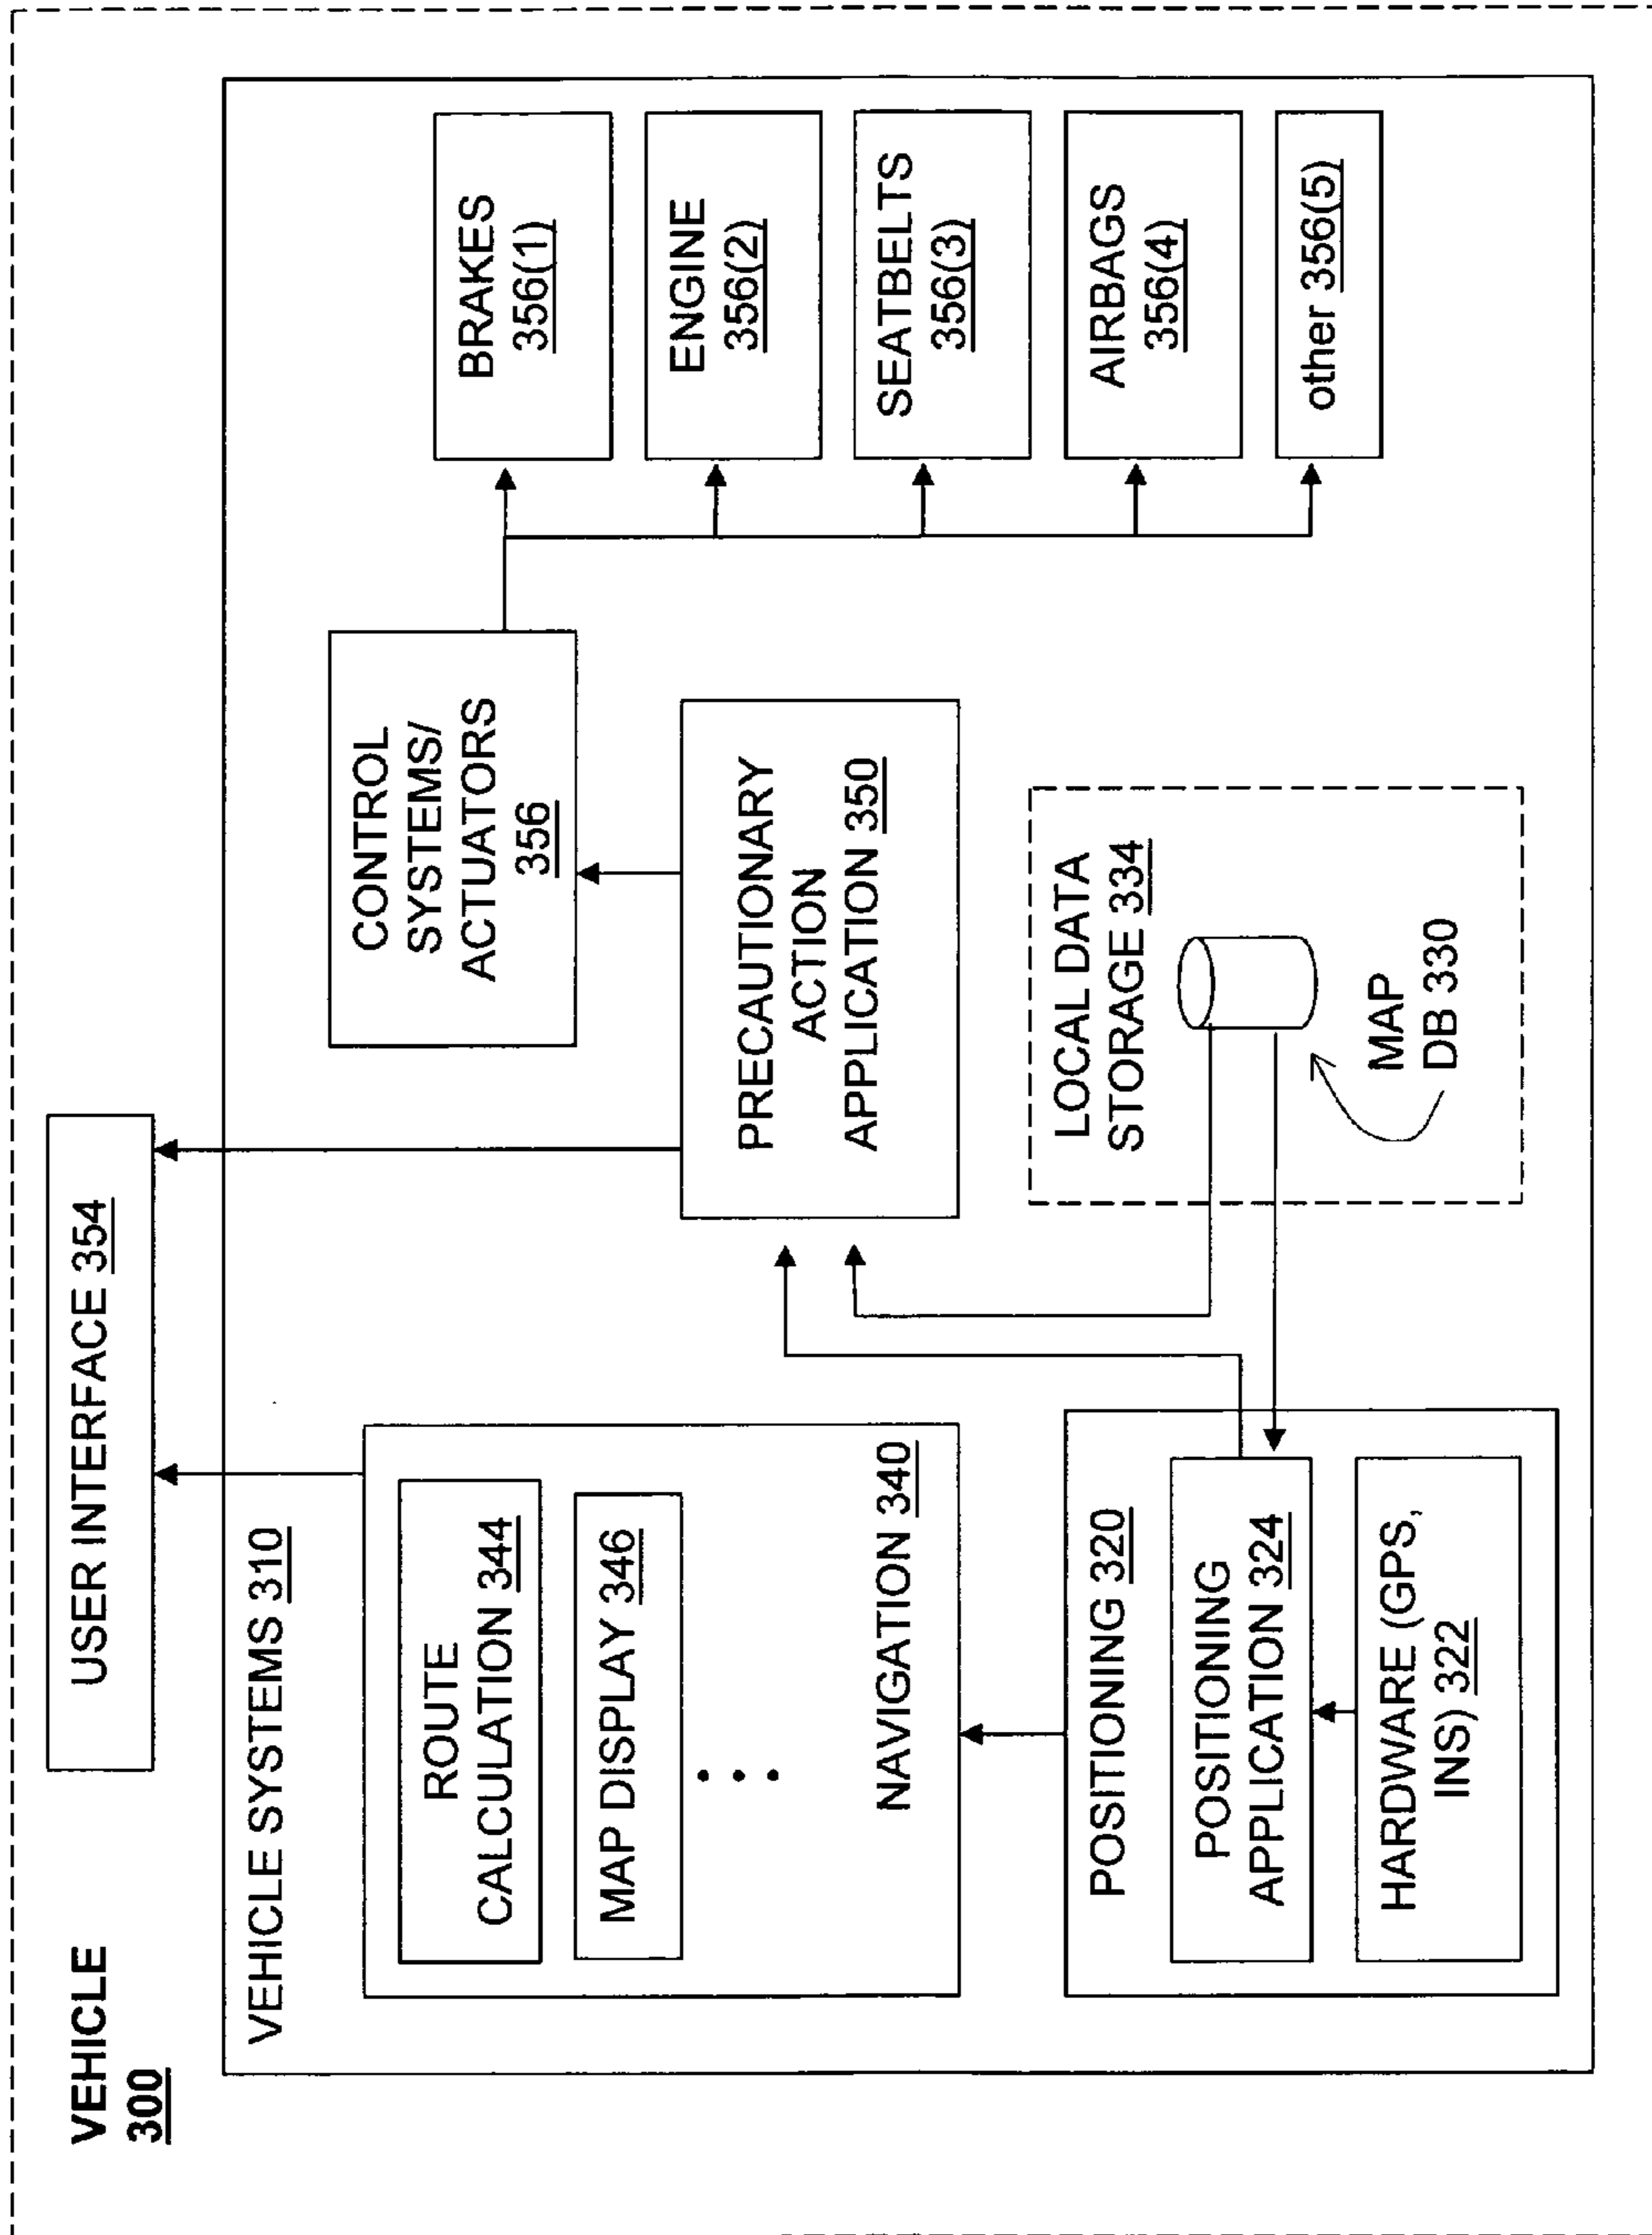 VEHICLE
300
USER INTERFACE 354
VEHICLE SYSTEMS 310
ROUTE
CALCULATION 344
MAP DISPLAY 346
NAVIGATION 340
POSITIONING 320
POSITIONING
APPLICATION 324
HARDWARE (GPS,
INS) 322
CONTROL
SYSTEMS/
ACTUATORS
356
PRECAUTIONARY
ACTION
APPLICATION 350
LOCAL DATA
STORAGE 334
MAP
DB 330
BRAKES
356(1)
ENGINE
356(2)
SEATBELTS
356(3)
AIRBAGS
356(4)
other 356(5)